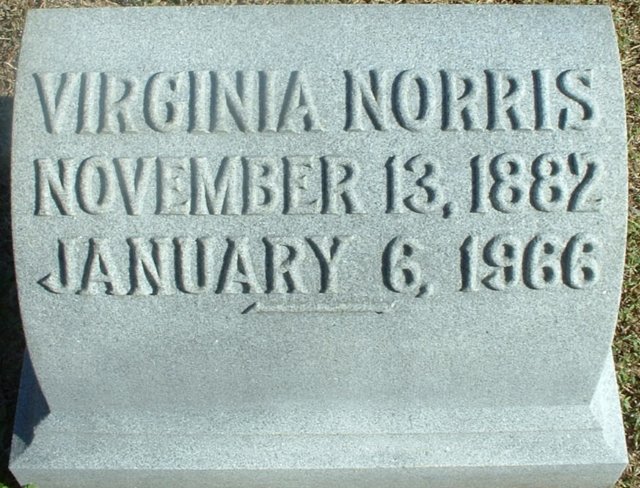 VIRGINIA NORRIS
NOVEMBER 13, 1882
JANUARY 6, 1966